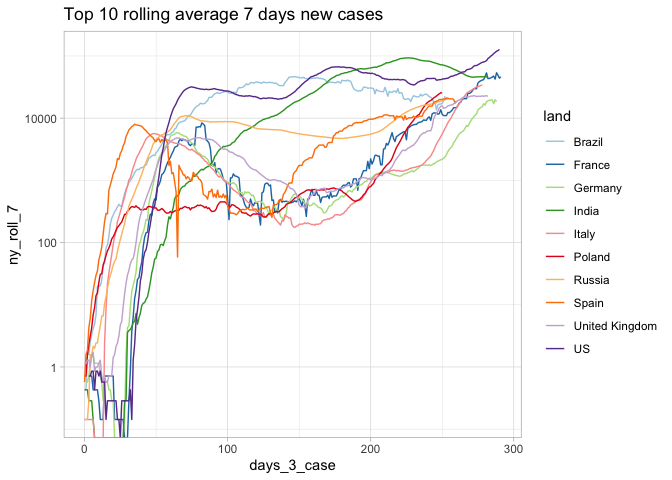 Top 10 rolling average 7 days new cases
ny_roll_7
10000
100
1
0
100
200
300
days_3_case
land
Brazil
France
Germany
India
Italy
Poland
Russia
Spain
United Kingdom
US